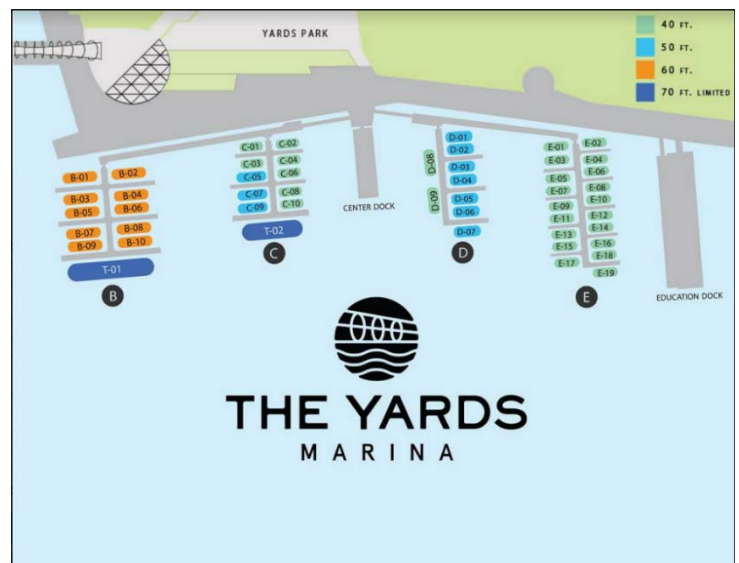 YARDS PARK
40 FT.
50 FT.
60 FT.
70 FT. LIMITED
B-01
B-02
B-03
B-04
B-05
B-06
B-07
B-08
B-09
B-10
T-01
B
C-01
C-02
C-03
C-04
C-05
C-06
C-07
C-08
C-09
C-10
T-02
C
CENTER DOCK
D-01
D-02
D-08
D-03
D-04
D-09
D-05
D-06
D-07
D
E-01
E-02
E-03
E-04
E-05
E-06
E-07
E-08
E-09
E-10
E-11
E-12
E-13
E-14
E-15
E-16
E-17
E-18
E-19
E
EDUCATION DOCK
THE YARDS
MARINA